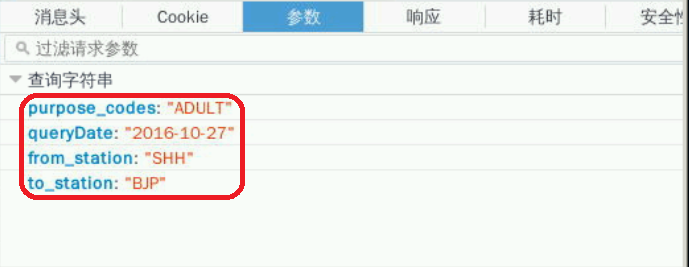 消息头 Cookie 参数 响应 耗时 安全性
过滤请求参数
查询字符串
purpose_codes: "ADULT"
queryDate: "2016-10-27"
from_station: "SHH"
to_station: "BJP"